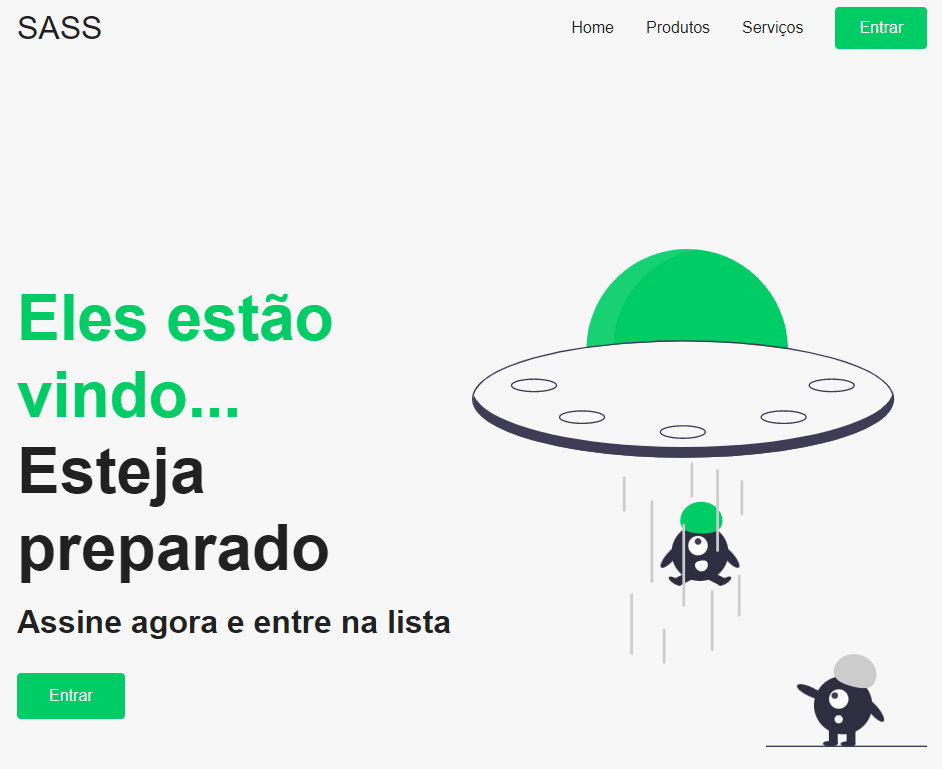 SASS
Home
Produtos
Serviços
Entrar
Eles estão
vindo...
Esteja
preparado
Assine agora e entre na lista
Entrar